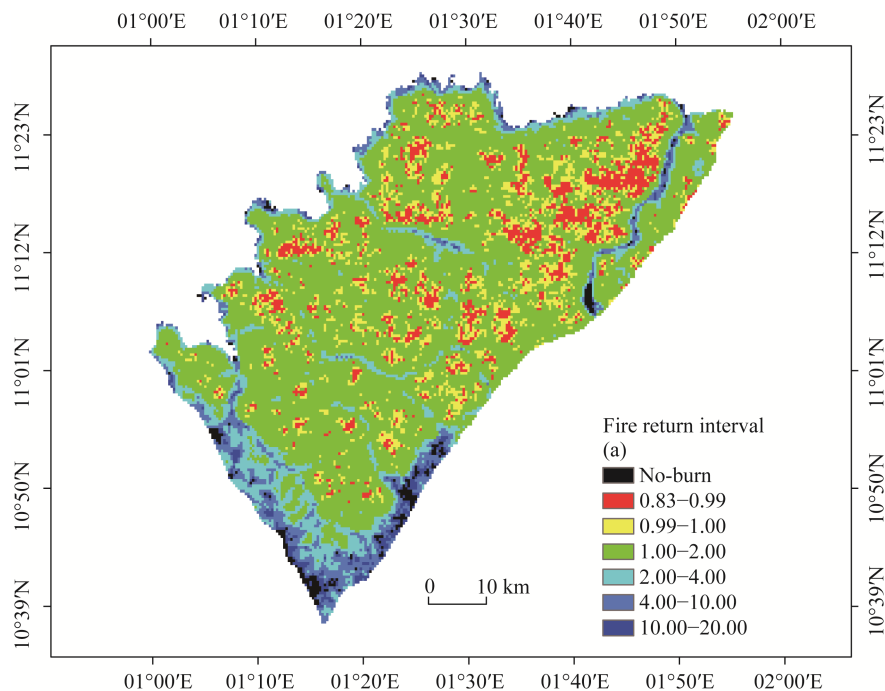 01°00′E 01°10′E 01°20′E 01°30′E 01°40′E 01°50′E 02°00′E
11°23′N 11°23′N
11°12′N 11°12′N
11°01′N 11°01′N
Fire return interval
(a)
No-burn
10°50′N 10°50′N
0.83−0.99
0.99−1.00
1.00−2.00
2.00−4.00
0 10 km
4.00−10.00
10°39′N 10°39′N
10.00−20.00
01°00′E 01°10′E 01°20′E 01°30′E 01°40′E 01°50′E 02°00′E